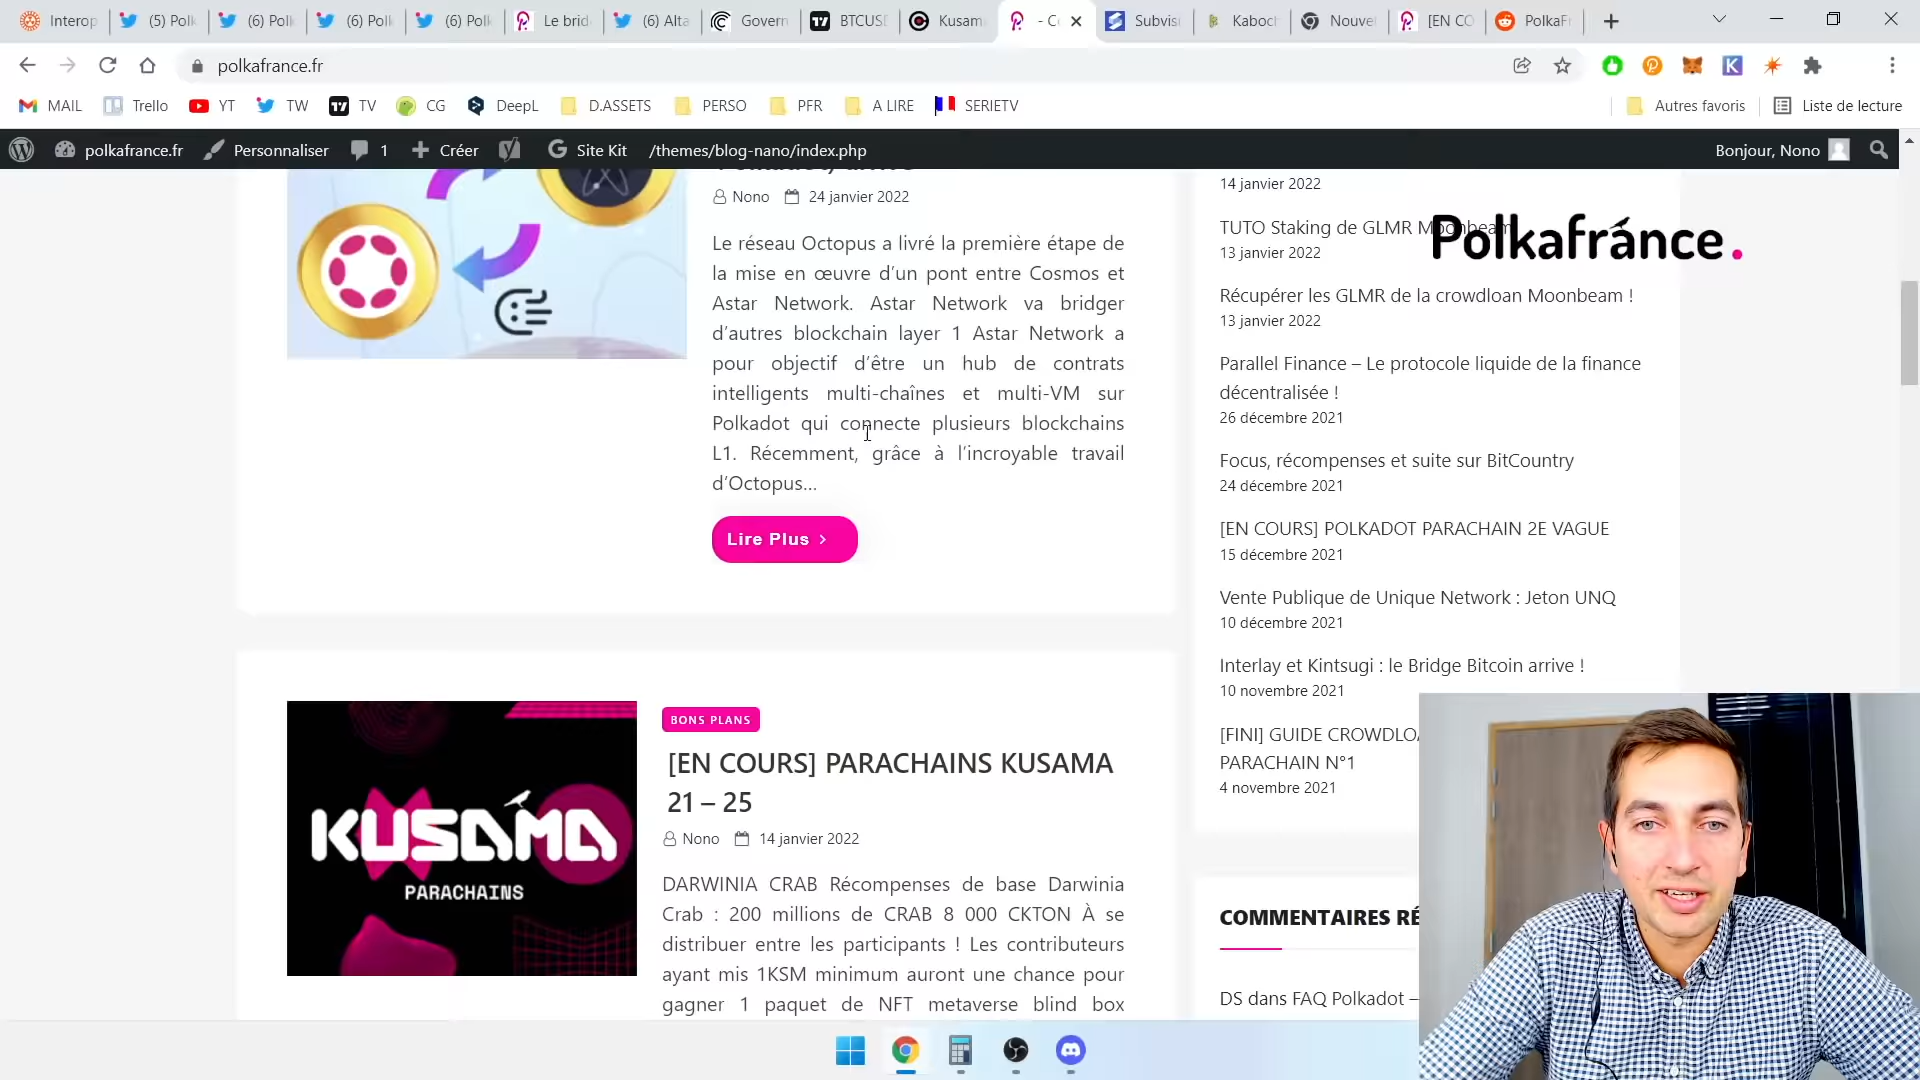 Interop
(5) Polk
(6) Polk
(6) Polk
(6) Polk
Le brid
(6) Alta
Govern
BTCUS
Kusam
- C
Subvis
Kaboch
Nouve
[EN CO
PolkaFr
polkafrance.fr
MAIL Trello YT TW TV CG DeepL D.ASSETS PERSO PFR A LIRE SERIETV Autres favoris Liste de lecture
polkafrance.fr Personnaliser 1 Créer Site Kit /themes/blog-nano/index.php Bonjour, Nono
Nono 24 janvier 2022
Le réseau Octopus a livré la première étape de
la mise en œuvre d'un pont entre Cosmos et
Astar Network. Astar Network va bridger
d'autres blockchain layer 1 Astar Network a
pour objectif d'être un hub de contrats
intelligents multi-chaînes et multi-VM sur
Polkadot qui connecte plusieurs blockchains
L1. Récemment, grâce à l'incroyable travail
d'Octopus...
Lire Plus
KUSAMA
PARACHAINS
BONS PLANS
[EN COURS] PARACHAINS KUSAMA
21 – 25
Nono 14 janvier 2022
DARWINIA CRAB Récompenses de base Darwinia
Crab : 200 millions de CRAB 8 000 CKTON À se
distribuer entre les participants ! Les contributeurs
ayant mis 1KSM minimum auront une chance pour
gagner 1 paquet de NFT metaverse blind box
14 janvier 2022
TUTO Staking de GLMR Moonbeam
13 janvier 2022
Polkafrance.
Récupérer les GLMR de la crowdloan Moonbeam !
13 janvier 2022
Parallel Finance – Le protocole liquide de la finance
décentralisée !
26 décembre 2021
Focus, récompenses et suite sur BitCountry
24 décembre 2021
[EN COURS] POLKADOT PARACHAIN 2E VAGUE
15 décembre 2021
Vente Publique de Unique Network : Jeton UNQ
10 décembre 2021
Interlay et Kintsugi : le Bridge Bitcoin arrive !
10 novembre 2021
[FINI] GUIDE CROWDLOA
PARACHAIN N°1
4 novembre 2021
COMMENTAIRES RÉ
DS dans FAQ Polkadot –